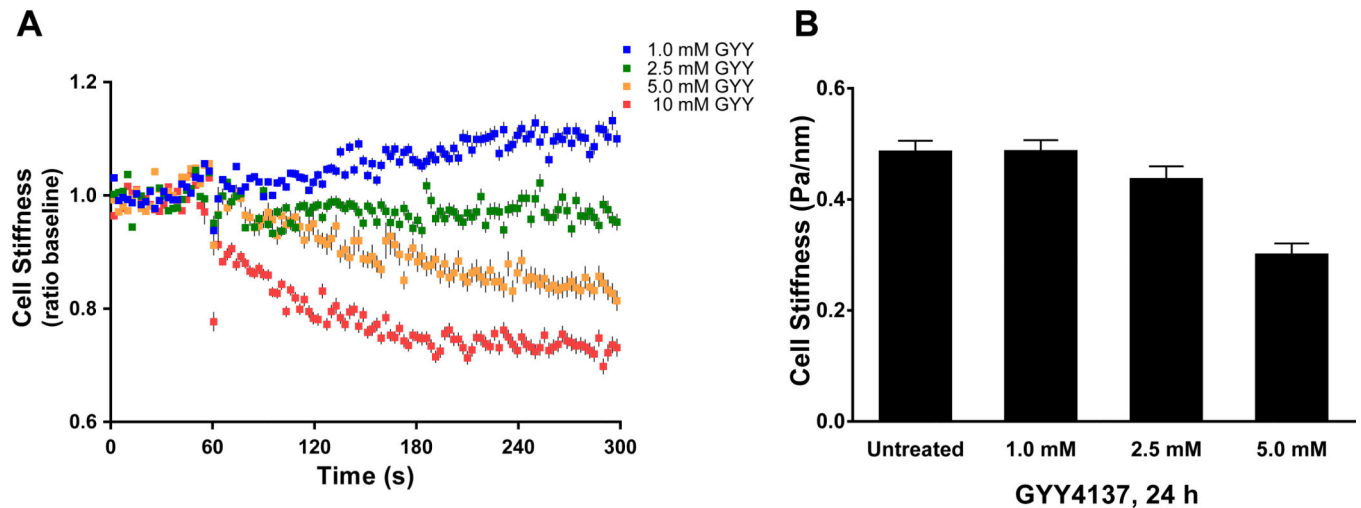 A
1.0 mM GYY
2.5 mM GYY
5.0 mM GYY
10 mM GYY
Cell Stiffness
(ratio baseline)
1.2
1.0
0.8
0.6
0
60
120
180
240
300
Time (s)
B
Cell Stiffness (Pa/nm)
0.6
0.4
0.2
0.0
Untreated
1.0 mM
2.5 mM
5.0 mM
GYY4137, 24 h